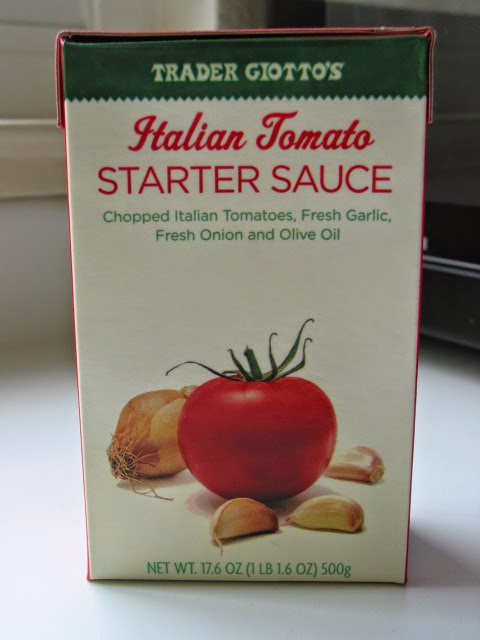 TRADER GIOTTO'S
Italian Tomato
STARTER SAUCE
Chopped Italian Tomatoes, Fresh Garlic,
Fresh Onion and Olive Oil
NET WT. 17.6 OZ (1 LB 1.6 OZ) 500g